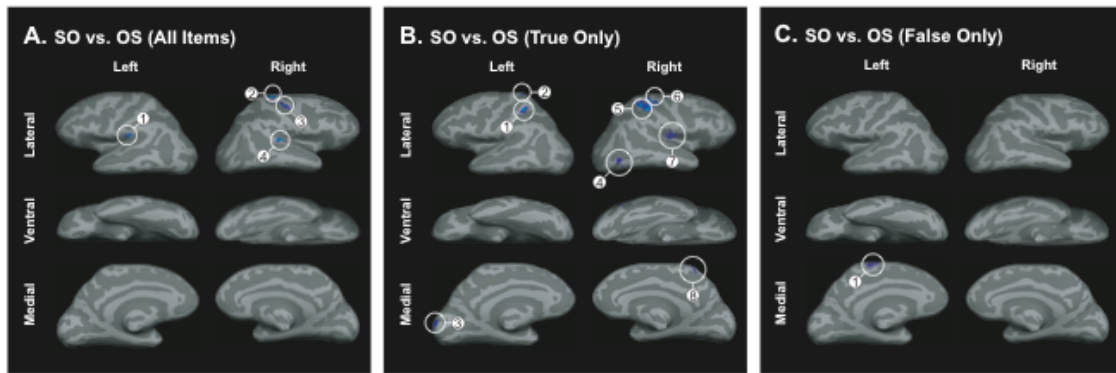 A. SO vs. OS (All Items)
Left
Right
Lateral
Ventral
Medial
1
2
3
4
B. SO vs. OS (True Only)
Left
Right
Lateral
Ventral
Medial
1
2
3
4
5
6
7
8
C. SO vs. OS (False Only)
Left
Right
Lateral
Ventral
Medial
1